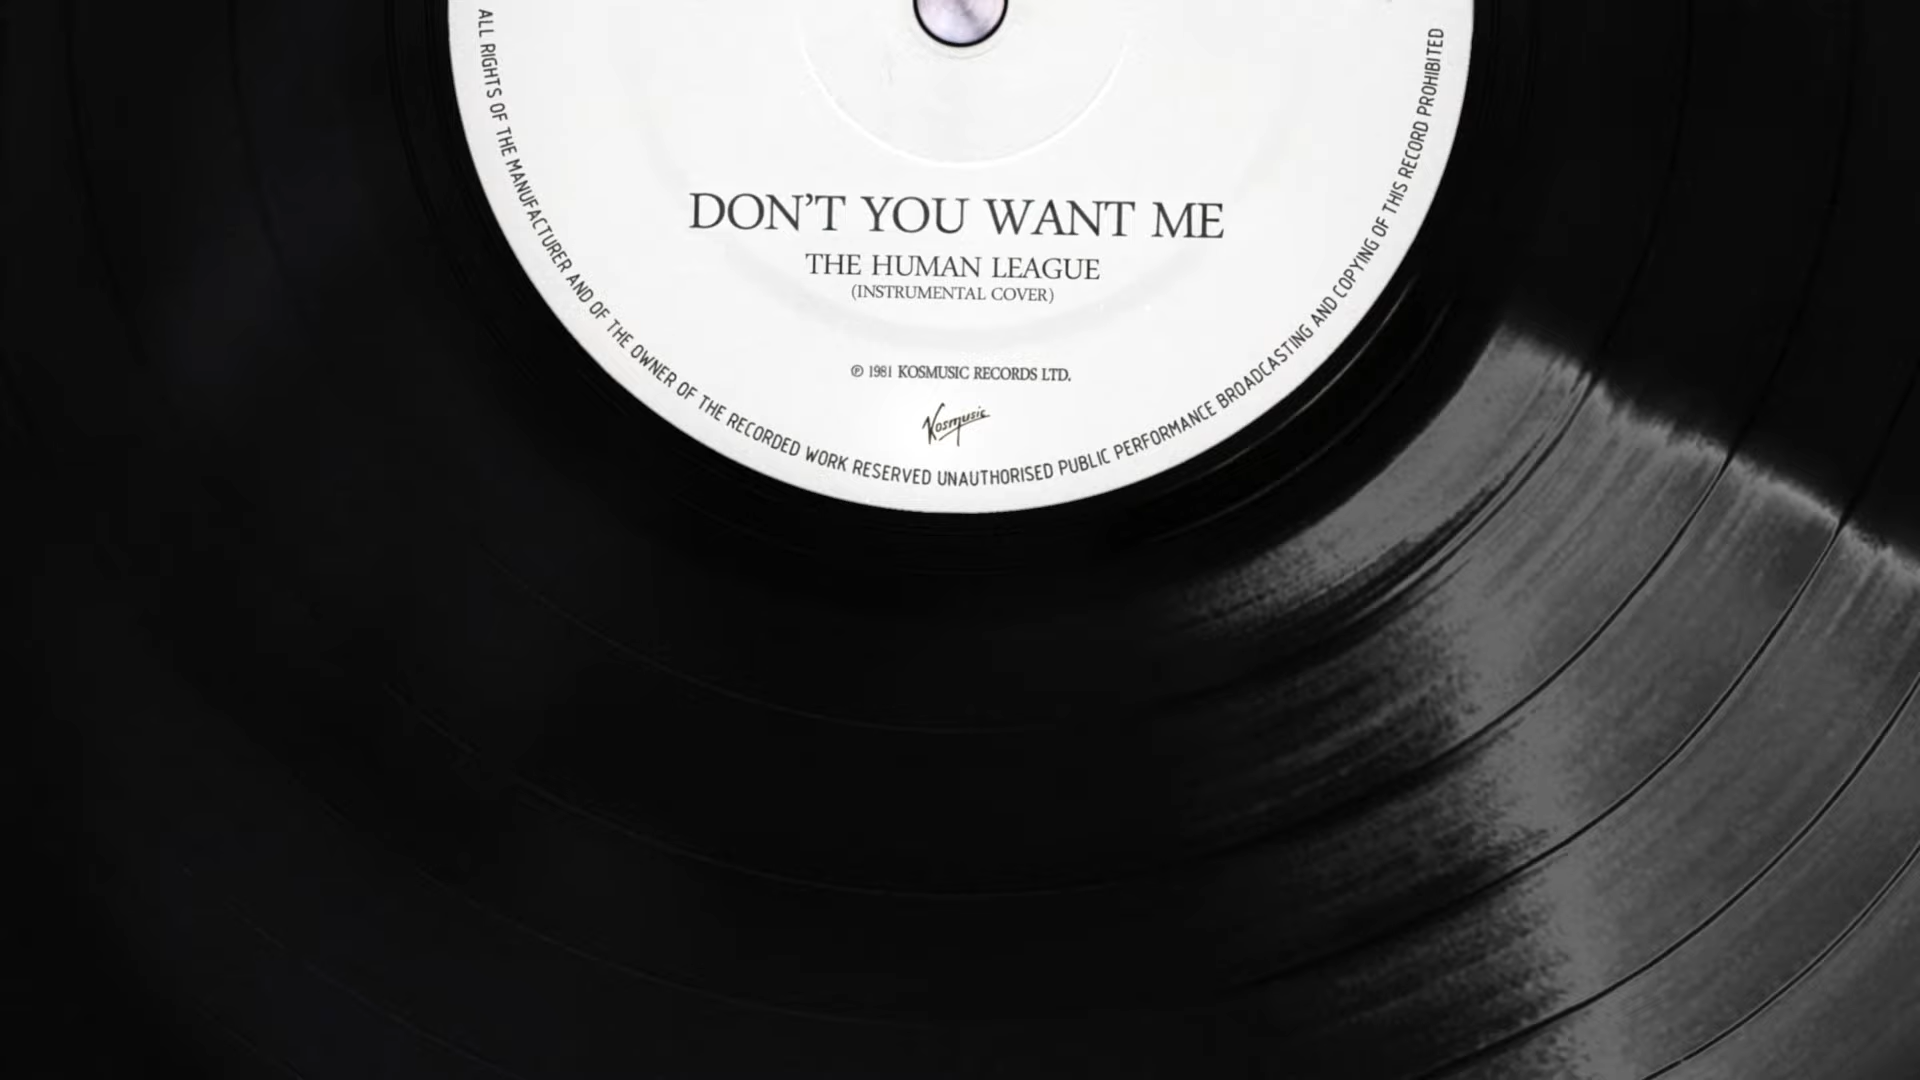 DON'T YOU WANT ME
THE HUMAN LEAGUE
(INSTRUMENTAL COVER)
℗ 1981 KOSMUSIC RECORDS LTD.
Kosmusic
ALL RIGHTS OF THE MANUFACTURER AND OF THE OWNER OF THE RECORDED WORK RESERVED UNAUTHORISED PUBLIC PERFORMANCE BROADCASTING AND COPYING OF THIS RECORD PROHIBITED